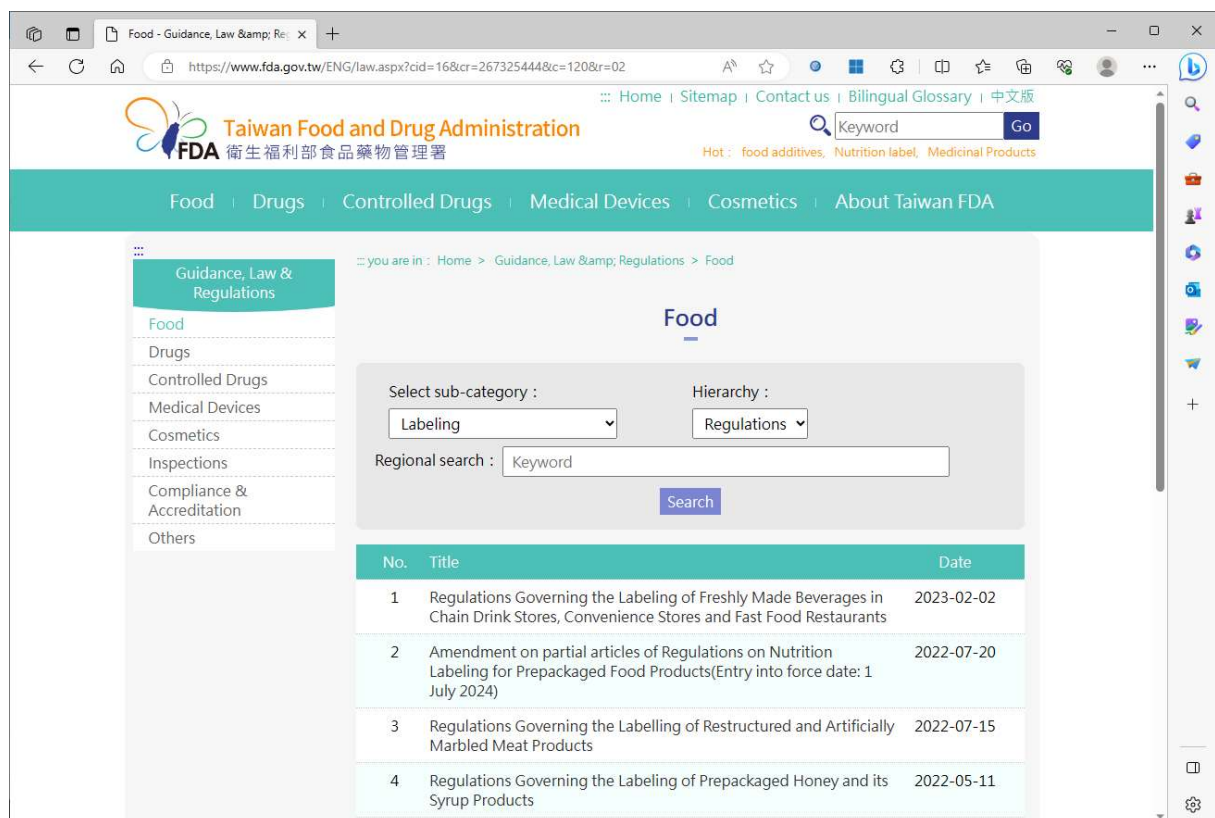 Food - Guidance, Law &amp; Re
https://www.fda.gov.tw/ENG/law.aspx?cid=16&cr=267325444&c=120&r=02
::: Home | Sitemap | Contact us | Bilingual Glossary | 中文版
Taiwan Food and Drug Administration
FDA 衛生福利部食品藥物管理署
Keyword Go
Hot : food additives, Nutrition label, Medicinal Products
Food | Drugs | Controlled Drugs | Medical Devices | Cosmetics | About Taiwan FDA
:::
Guidance, Law &
Regulations
Food
Drugs
Controlled Drugs
Medical Devices
Cosmetics
Inspections
Compliance &
Accreditation
Others
::: you are in : Home > Guidance, Law &amp; Regulations > Food
Food
Select sub-category : Hierarchy :
Labeling Regulations
Regional search : Keyword
Search
No. Title Date
1 Regulations Governing the Labeling of Freshly Made Beverages in 2023-02-02
Chain Drink Stores, Convenience Stores and Fast Food Restaurants
2 Amendment on partial articles of Regulations on Nutrition 2022-07-20
Labeling for Prepackaged Food Products(Entry into force date: 1
July 2024)
3 Regulations Governing the Labelling of Restructured and Artificially 2022-07-15
Marbled Meat Products
4 Regulations Governing the Labeling of Prepackaged Honey and its 2022-05-11
Syrup Products